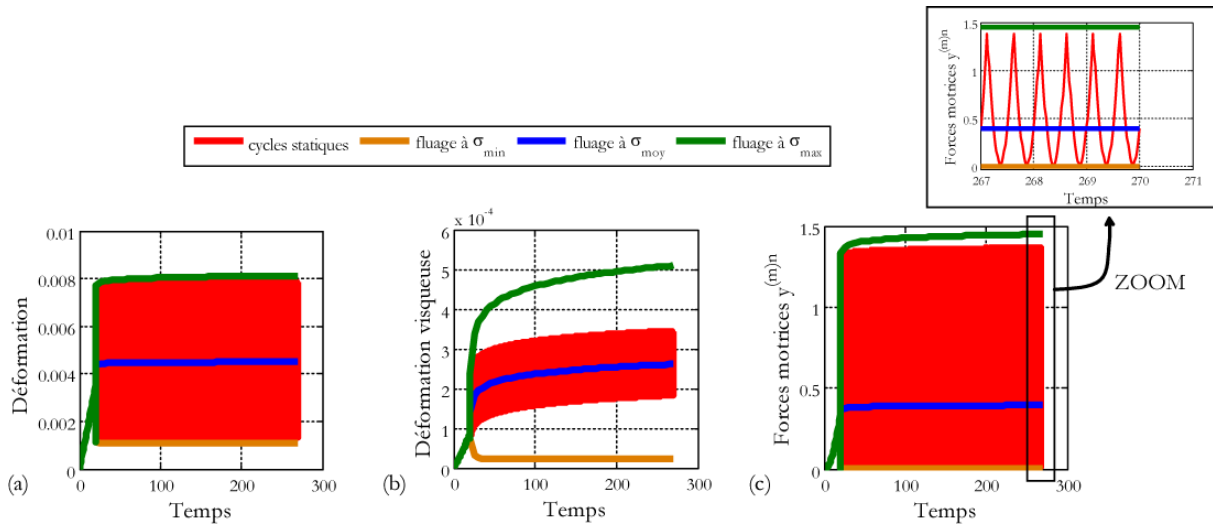 Forces motrices y(m)n
1.5
1
0.5
0
267 268 269 270 271
Temps
cycles statiques fluage à σmin fluage à σmoy fluage à σmax
ZOOM
(a)
Déformation
0.01
0.008
0.006
0.004
0.002
0
0 100 200 300
Temps
(b)
Déformation visqueuse
x 10-4
6
5
4
3
2
1
0
0 100 200 300
Temps
(c)
Forces motrices y(m)n
1.5
1
0.5
0
0 100 200 300
Temps